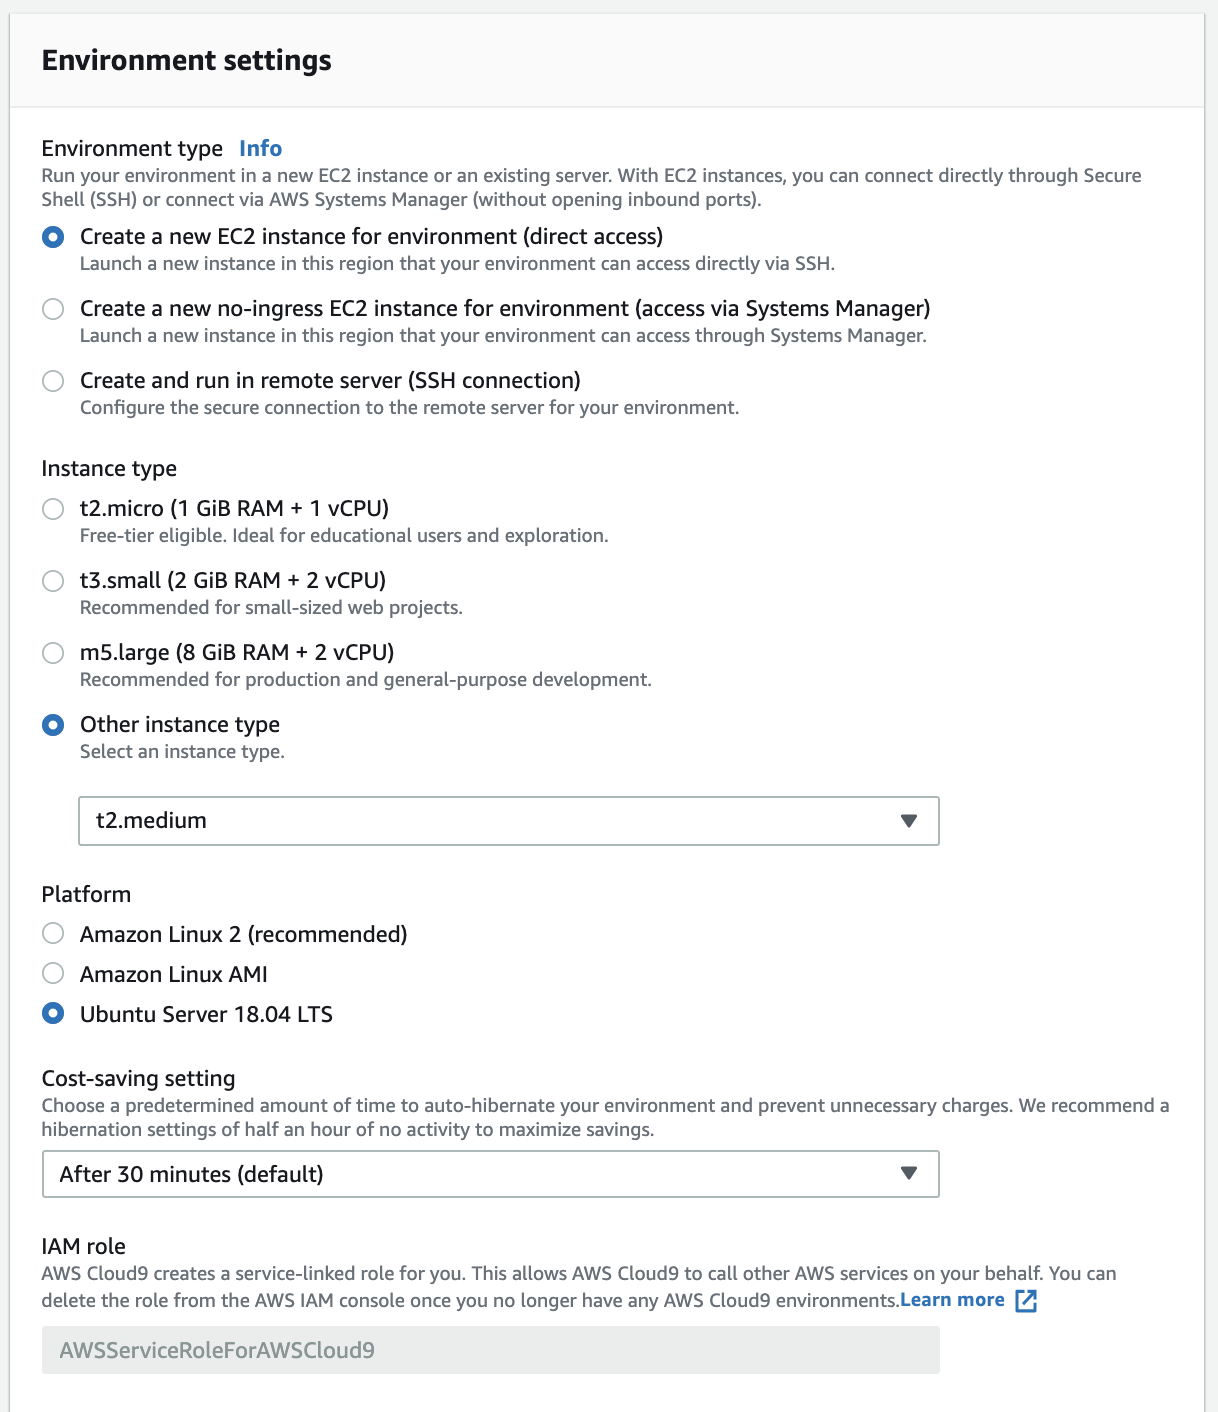 Environment settings
Environment type Info
Run your environment in a new EC2 instance or an existing server. With EC2 instances, you can connect directly through Secure
Shell (SSH) or connect via AWS Systems Manager (without opening inbound ports).
Create a new EC2 instance for environment (direct access)
Launch a new instance in this region that your environment can access directly via SSH.
Create a new no-ingress EC2 instance for environment (access via Systems Manager)
Launch a new instance in this region that your environment can access through Systems Manager.
Create and run in remote server (SSH connection)
Configure the secure connection to the remote server for your environment.
Instance type
t2.micro (1 GiB RAM + 1 vCPU)
Free-tier eligible. Ideal for educational users and exploration.
t3.small (2 GiB RAM + 2 vCPU)
Recommended for small-sized web projects.
m5.large (8 GiB RAM + 2 vCPU)
Recommended for production and general-purpose development.
Other instance type
Select an instance type.
t2.medium
Platform
Amazon Linux 2 (recommended)
Amazon Linux AMI
Ubuntu Server 18.04 LTS
Cost-saving setting
Choose a predetermined amount of time to auto-hibernate your environment and prevent unnecessary charges. We recommend a
hibernation settings of half an hour of no activity to maximize savings.
After 30 minutes (default)
IAM role
AWS Cloud9 creates a service-linked role for you. This allows AWS Cloud9 to call other AWS services on your behalf. You can
delete the role from the AWS IAM console once you no longer have any AWS Cloud9 environments.Learn more
AWSServiceRoleForAWSCloud9